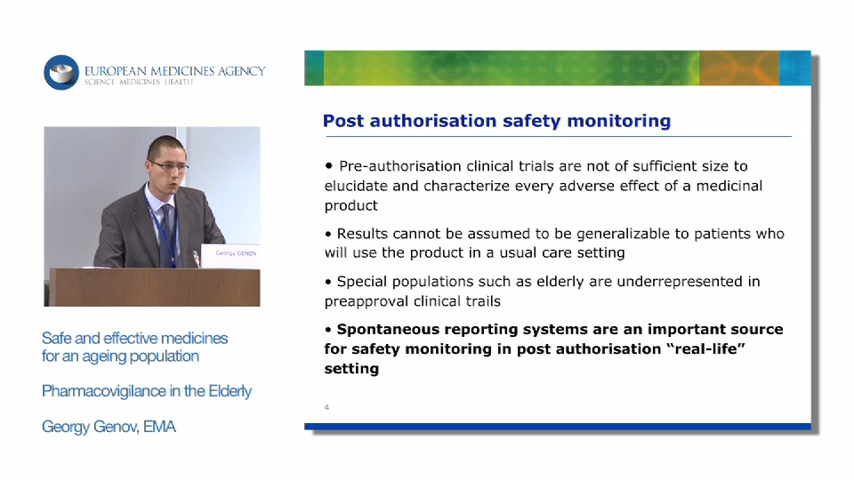 EUROPEAN MEDICINES AGENCY
SCIENCE MEDICINES HEALTH
Georgy GENOV
Safe and effective medicines
for an ageing population
Pharmacovigilance in the Elderly
Georgy Genov, EMA
Post authorisation safety monitoring
• Pre-authorisation clinical trials are not of sufficient size to
elucidate and characterize every adverse effect of a medicinal
product
• Results cannot be assumed to be generalizable to patients who
will use the product in a usual care setting
• Special populations such as elderly are underrepresented in
preapproval clinical trails
• Spontaneous reporting systems are an important source
for safety monitoring in post authorisation “real-life”
setting
4